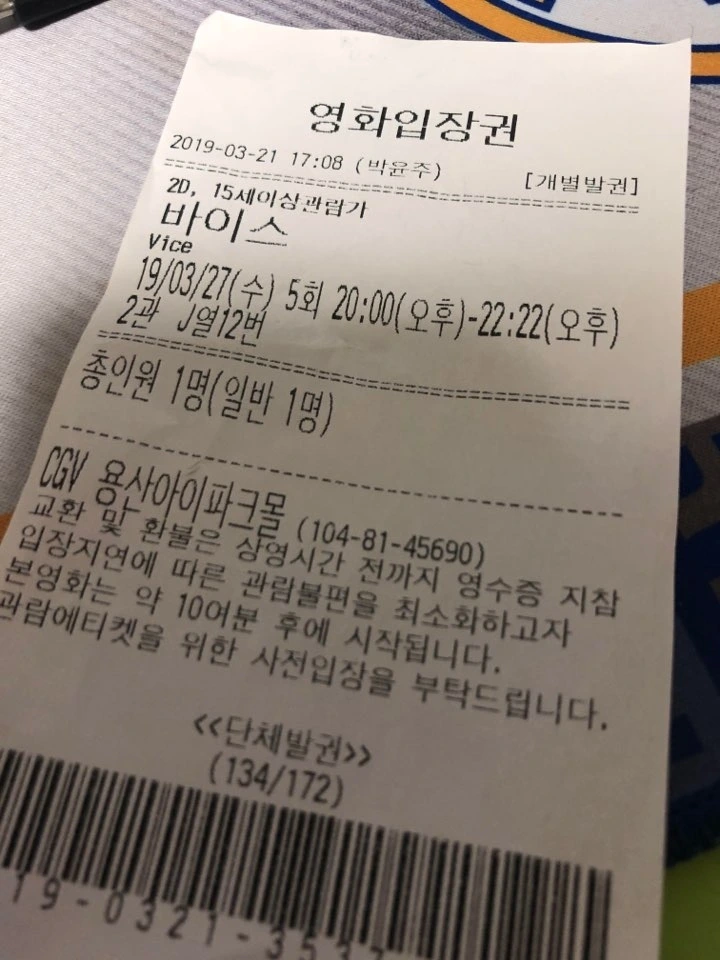 영화입장권
2019-03-21 17:08 (박윤주) [개별발권]
2D, 15세이상관람가
바이스
Vice
19/03/27(수) 5회 20:00(오후)-22:22(오후)
2관 J열12번
총인원 1명(일반 1명)
CGV 용산아이파크몰 (104-81-45690)
교환 및 환불은 상영시간 전까지 영수증 지참
입장지연에 따른 관람불편을 최소화하고자
본영화는 약 10여분 후에 시작됩니다.
관람에티켓을 위한 사전입장을 부탁드립니다.
<<단체발권>>
(134/172)
19-0321-353